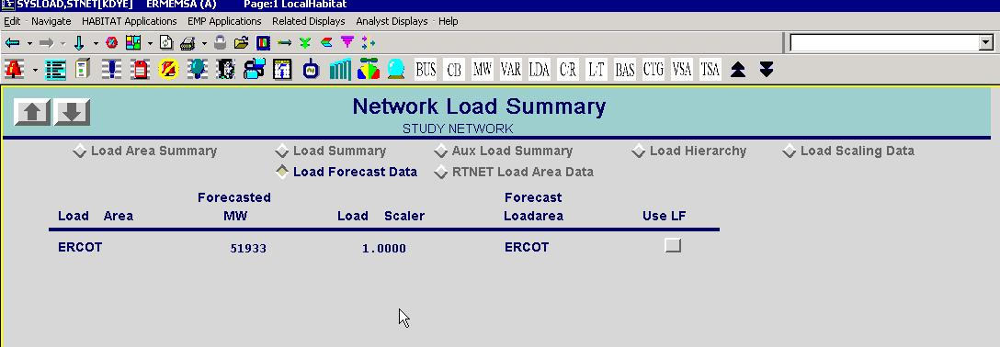 SYSLOAD,STNET[KDYE] ERMEMSA (A) Page:1 LocalHabitat
Edit Navigate HABITAT Applications EMP Applications Related Displays Analyst Displays Help
BUS CB MW VAR LDA C/R L/T BAS CTG VSA TSA
Network Load Summary
STUDY NETWORK
Load Area Summary Load Summary Aux Load Summary Load Hierarchy Load Scaling Data
Load Forecast Data RTNET Load Area Data
Forecasted Forecast
Load Area MW Load Scaler Loadarea Use LF
ERCOT 51933 1.0000 ERCOT